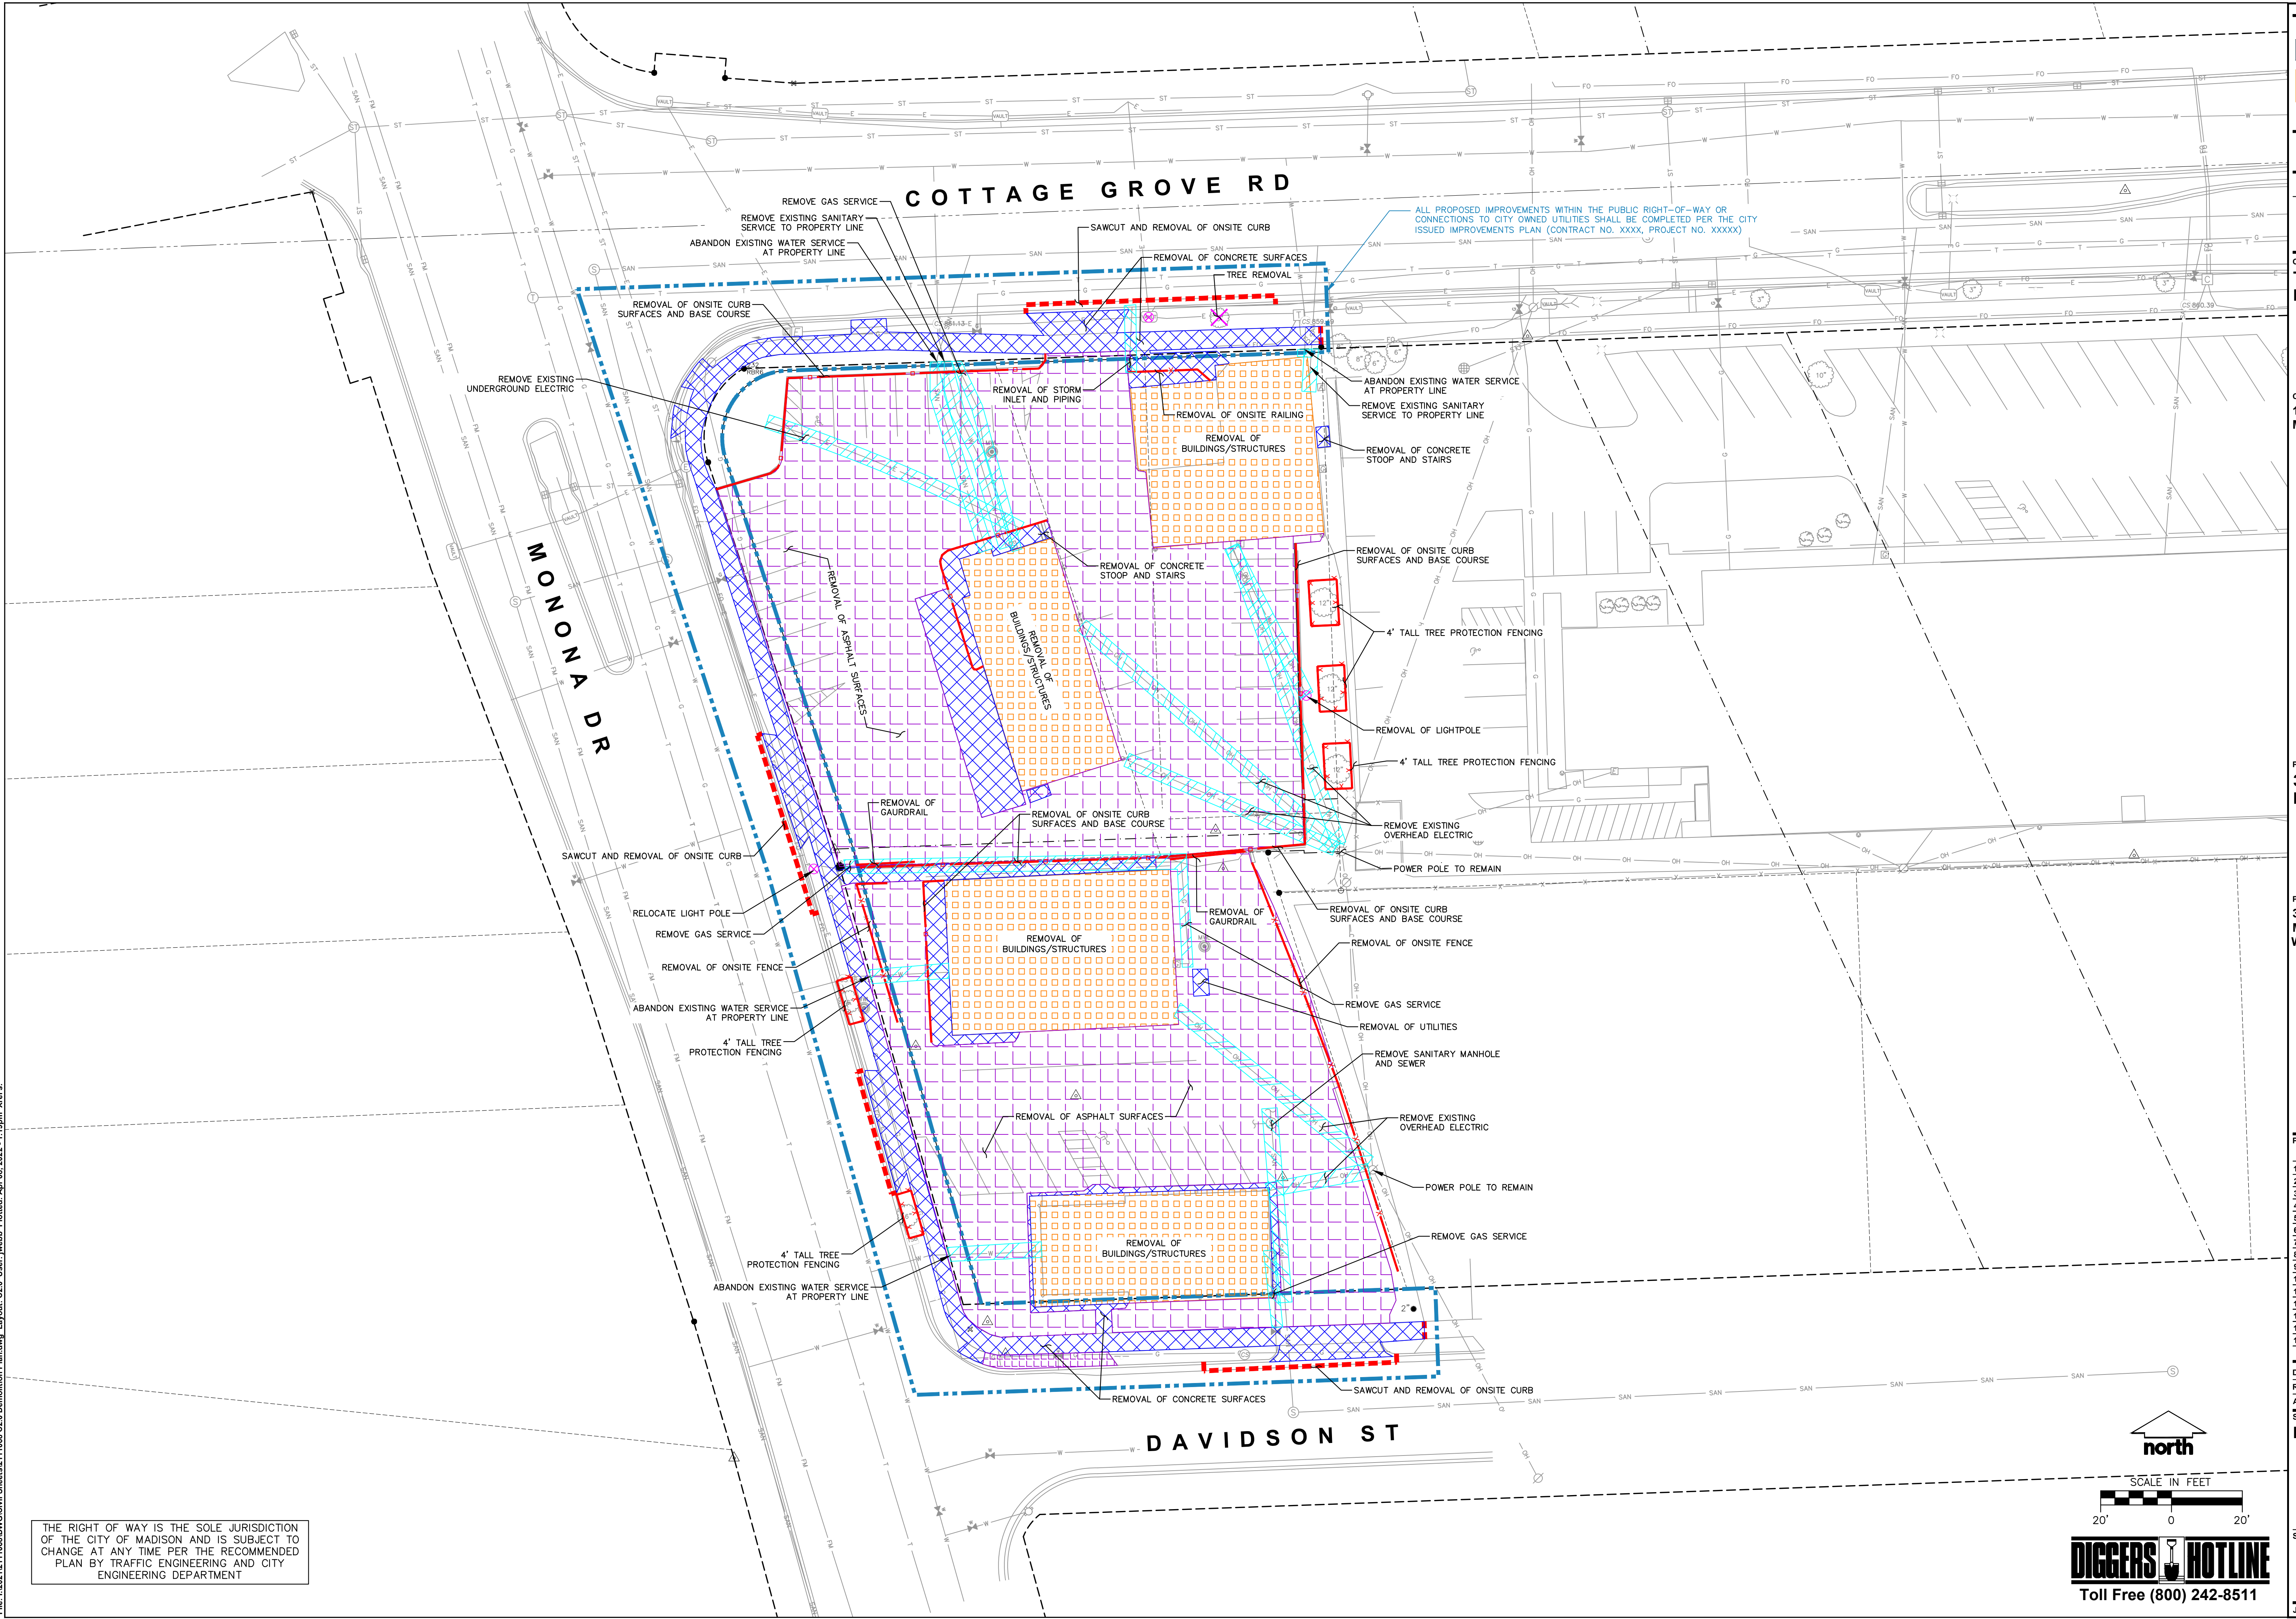 COTTAGE GROVE RD
REMOVE GAS SERVICE
REMOVE EXISTING SANITARY
SERVICE TO PROPERTY LINE
ABANDON EXISTING WATER SERVICE
AT PROPERTY LINE
SAWCUT AND REMOVAL OF ONSITE CURB
ALL PROPOSED IMPROVEMENTS WITHIN THE PUBLIC RIGHT-OF-WAY OR
CONNECTIONS TO CITY OWNED UTILITIES SHALL BE COMPLETED PER THE CITY
ISSUED IMPROVEMENTS PLAN (CONTRACT NO. XXXX, PROJECT NO. XXXXX)
REMOVAL OF CONCRETE SURFACES
TREE REMOVAL
REMOVAL OF ONSITE CURB
SURFACES AND BASE COURSE
REMOVE EXISTING
UNDERGROUND ELECTRIC
REMOVAL OF STORM
INLET AND PIPING
REMOVAL OF ONSITE RAILING
ABANDON EXISTING WATER SERVICE
AT PROPERTY LINE
REMOVE EXISTING SANITARY
SERVICE TO PROPERTY LINE
REMOVAL OF
BUILDINGS/STRUCTURES
REMOVAL OF CONCRETE
STOOP AND STAIRS
REMOVAL OF ONSITE CURB
SURFACES AND BASE COURSE
REMOVAL OF CONCRETE
STOOP AND STAIRS
MONONA DR
REMOVAL OF ASPHALT SURFACES
REMOVAL OF
BUILDINGS/STRUCTURES
4' TALL TREE PROTECTION FENCING
REMOVAL OF LIGHTPOLE
4' TALL TREE PROTECTION FENCING
REMOVAL OF
GAURDRAIL
REMOVAL OF ONSITE CURB
SURFACES AND BASE COURSE
REMOVE EXISTING
OVERHEAD ELECTRIC
SAWCUT AND REMOVAL OF ONSITE CURB
POWER POLE TO REMAIN
RELOCATE LIGHT POLE
REMOVE GAS SERVICE
REMOVAL OF
GAURDRAIL
REMOVAL OF ONSITE CURB
SURFACES AND BASE COURSE
REMOVAL OF
BUILDINGS/STRUCTURES
REMOVAL OF ONSITE FENCE
REMOVAL OF ONSITE FENCE
ABANDON EXISTING WATER SERVICE
AT PROPERTY LINE
REMOVE GAS SERVICE
REMOVAL OF UTILITIES
4' TALL TREE
PROTECTION FENCING
REMOVE SANITARY MANHOLE
AND SEWER
REMOVAL OF ASPHALT SURFACES
REMOVE EXISTING
OVERHEAD ELECTRIC
POWER POLE TO REMAIN
4' TALL TREE
PROTECTION FENCING
REMOVAL OF
BUILDINGS/STRUCTURES
REMOVE GAS SERVICE
ABANDON EXISTING WATER SERVICE
AT PROPERTY LINE
2"
SAWCUT AND REMOVAL OF ONSITE CURB
REMOVAL OF CONCRETE SURFACES
DAVIDSON ST
north
SCALE IN FEET
20' 0 20'
DIGGERS HOTLINE
Toll Free (800) 242-8511
THE RIGHT OF WAY IS THE SOLE JURISDICTION
OF THE CITY OF MADISON AND IS SUBJECT TO
CHANGE AT ANY TIME PER THE RECOMMENDED
PLAN BY TRAFFIC ENGINEERING AND CITY
ENGINEERING DEPARTMENT